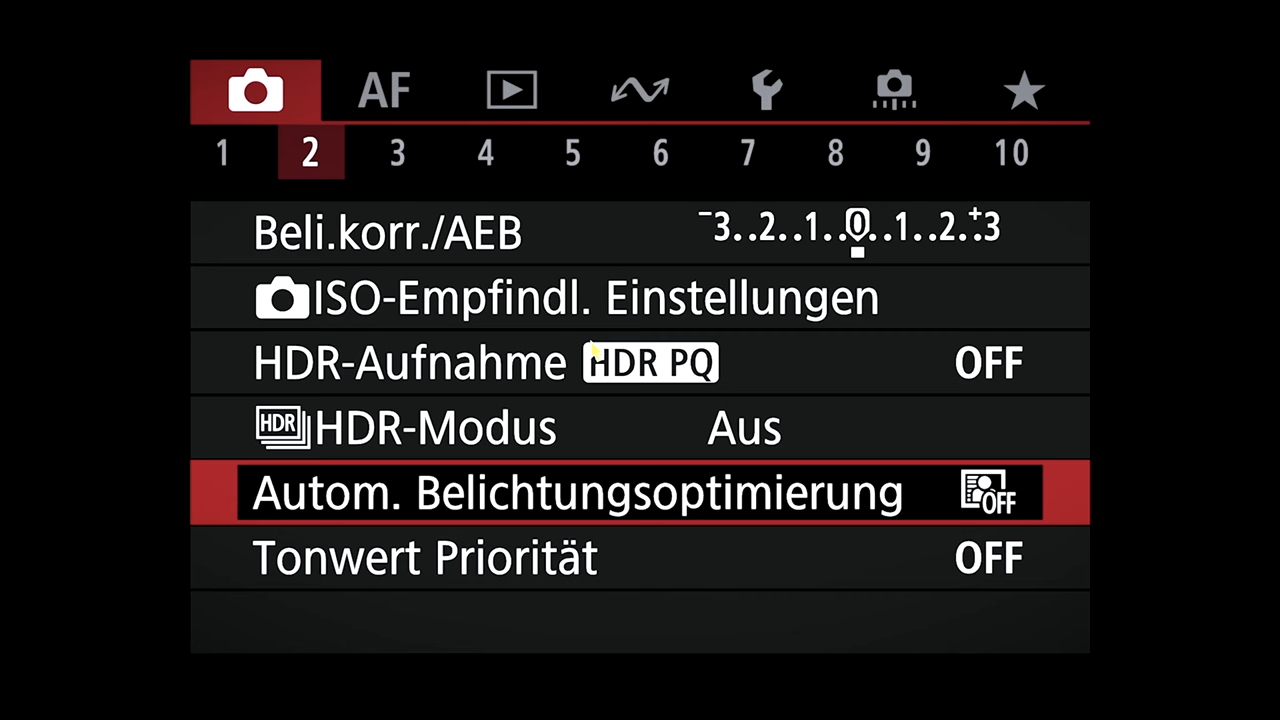 AF
1 2 3 4 5 6 7 8 9 10
Beli.korr./AEB -3..2..1..0..1..2..+3
ISO-Empfindl. Einstellungen
HDR-Aufnahme HDR PQ OFF
HDR HDR-Modus Aus
Autom. Belichtungsoptimierung OFF
Tonwert Priorität OFF